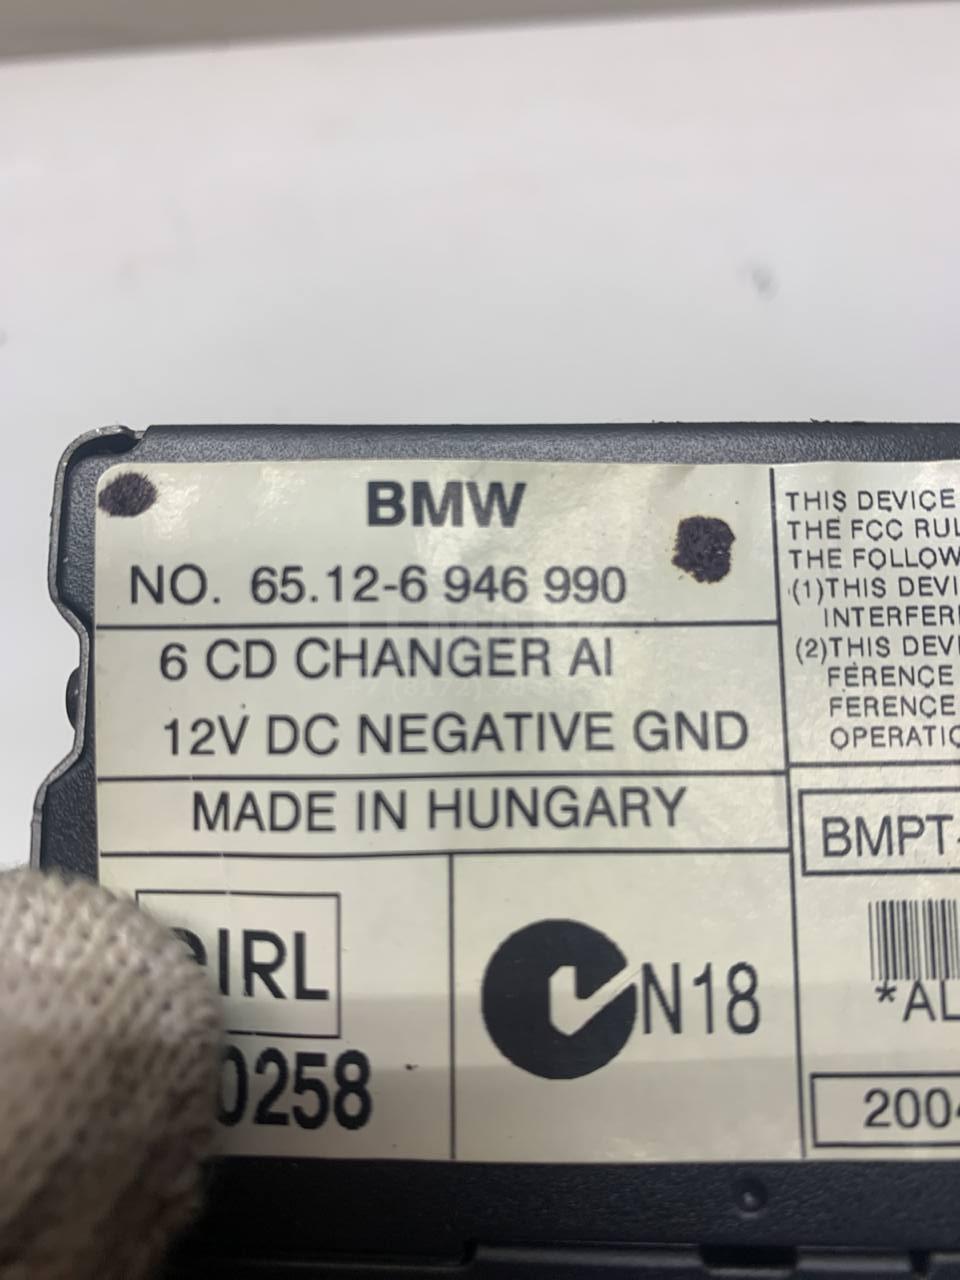 BMW
NO. 65.12-6 946 990
6 CD CHANGER AI
12V DC NEGATIVE GND
MADE IN HUNGARY
IRL
0258
N18
THIS DEVICE
THE FCC RUL
THE FOLLOW
(1)THIS DEVI
INTERFER
(2)THIS DEV
FERENCE
FERENCE
OPERATIO
BMPT-
*AL
2004